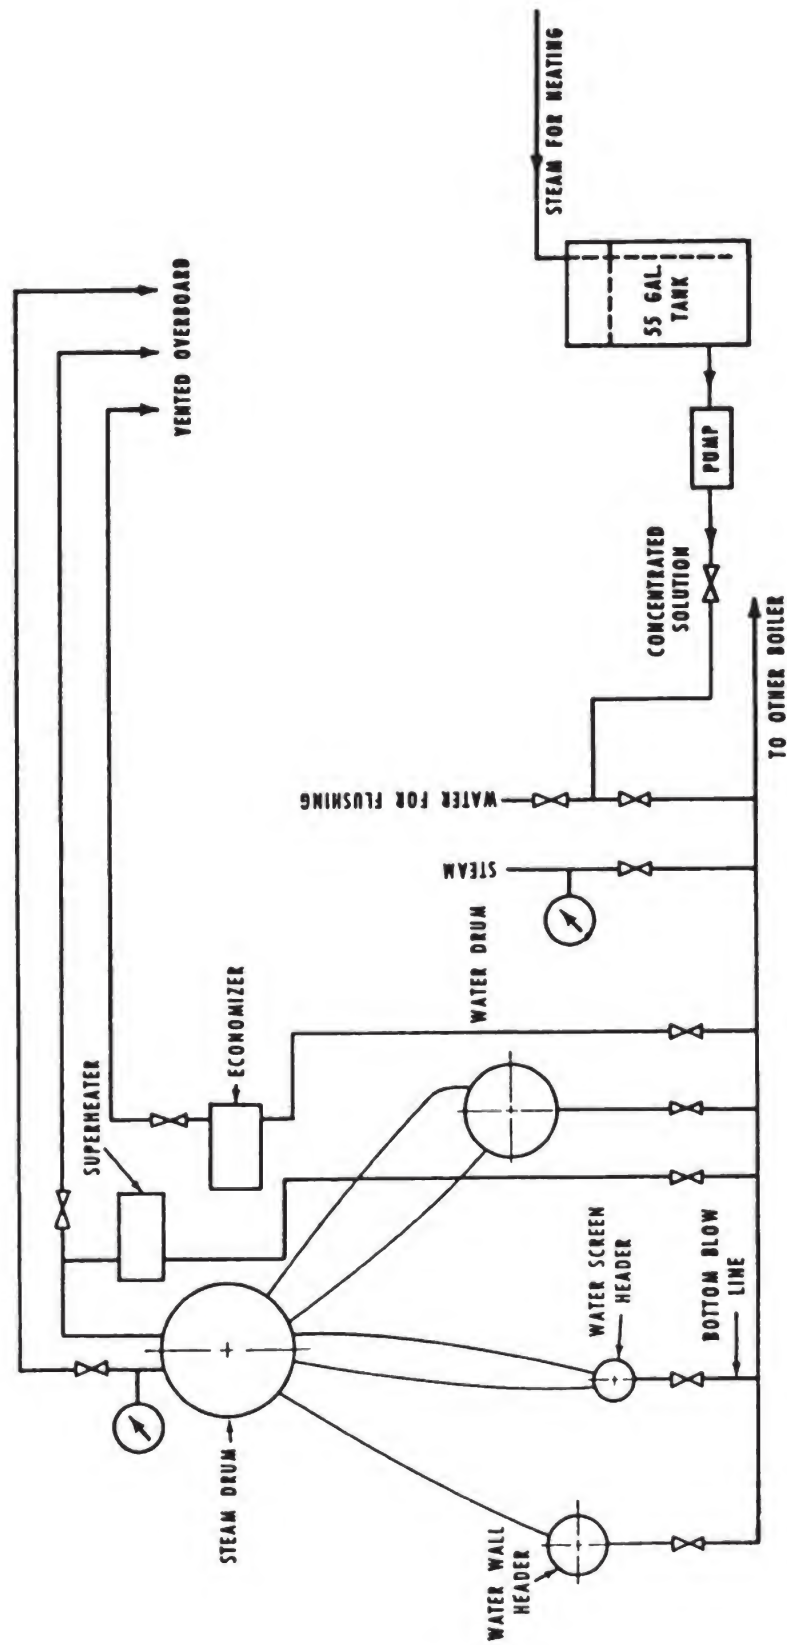 VENTED OVERBOARD
STEAM FOR HEATING
55 GAL.
TANK
PUMP
CONCENTRATED
SOLUTION
TO OTHER BOILER
WATER FOR FLUSHING
STEAM
WATER DRUM
ECONOMIZER
SUPERHEATER
WATER SCREEN
HEADER
BOTTOM BLOW
LINE
STEAM DRUM
WATER WALL
HEADER